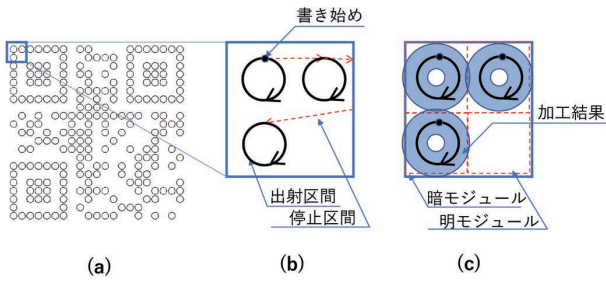 書き始め
加工結果
出射区間
停止区間
暗モジュール
明モジュール
(a)
(b)
(c)